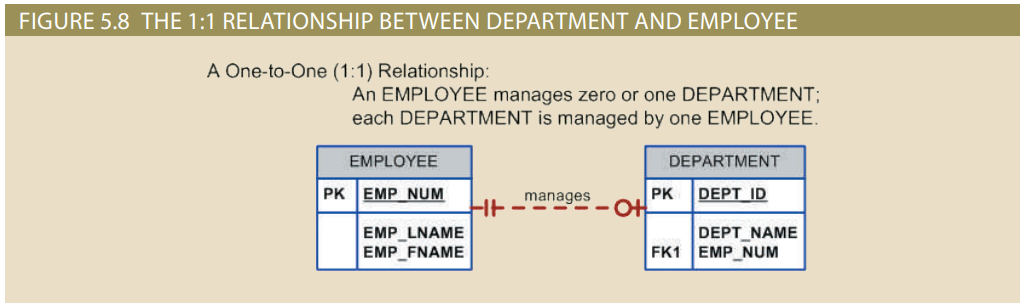 FIGURE 5.8 THE 1:1 RELATIONSHIP BETWEEN DEPARTMENT AND EMPLOYEE
A One-to-One (1:1) Relationship:
An EMPLOYEE manages zero or one DEPARTMENT;
each DEPARTMENT is managed by one EMPLOYEE.
EMPLOYEE
PK EMP_NUM
EMP_LNAME
EMP_FNAME
manages
DEPARTMENT
PK DEPT_ID
DEPT_NAME
FK1 EMP_NUM